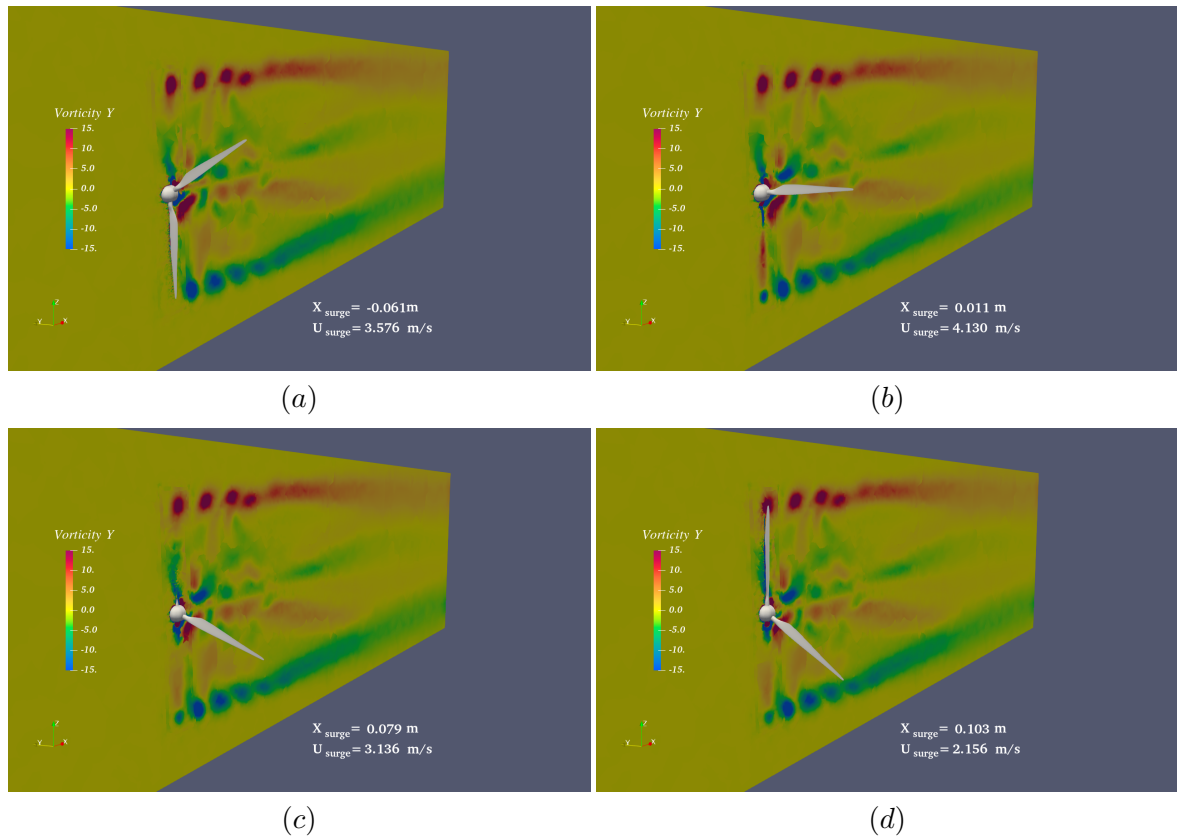 Vorticity Y
15.
10.
5.0
0.0
-5.0
-10.
-15.
Z
Y
X
X surge = -0.061m
U surge = 3.576 m/s
(a)
Vorticity Y
15.
10.
5.0
0.0
-5.0
-10.
-15.
Z
Y
X
X surge = 0.011 m
U surge = 4.130 m/s
(b)
Vorticity Y
15.
10.
5.0
0.0
-5.0
-10.
-15.
Z
Y
X
X surge = 0.079 m
U surge = 3.136 m/s
(c)
Vorticity Y
15.
10.
5.0
0.0
-5.0
-10.
-15.
Z
Y
X
X surge = 0.103 m
U surge = 2.156 m/s
(d)